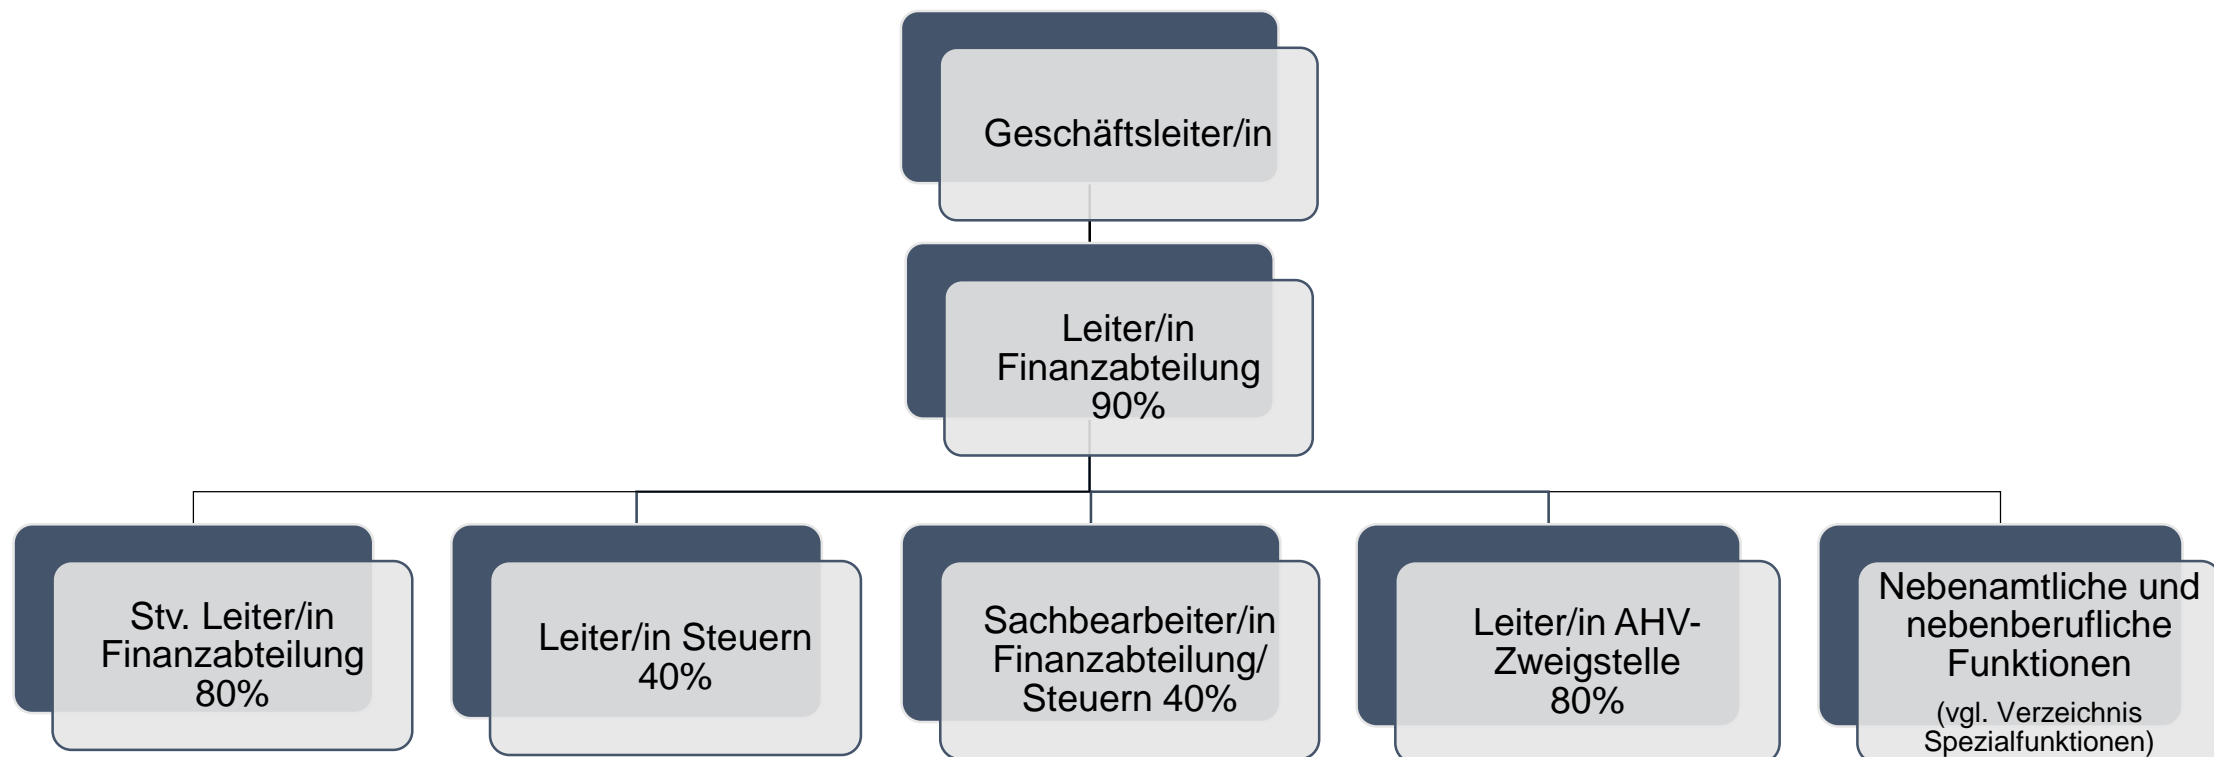 Geschäftsleiter/in
Leiter/in
Finanzabteilung
90%
Stv. Leiter/in
Finanzabteilung
80%
Leiter/in Steuern
40%
Sachbearbeiter/in
Finanzabteilung/
Steuern 40%
Leiter/in AHV-
Zweigstelle
80%
Nebenamtliche und
nebenberufliche
Funktionen
(vgl. Verzeichnis
Spezialfunktionen)